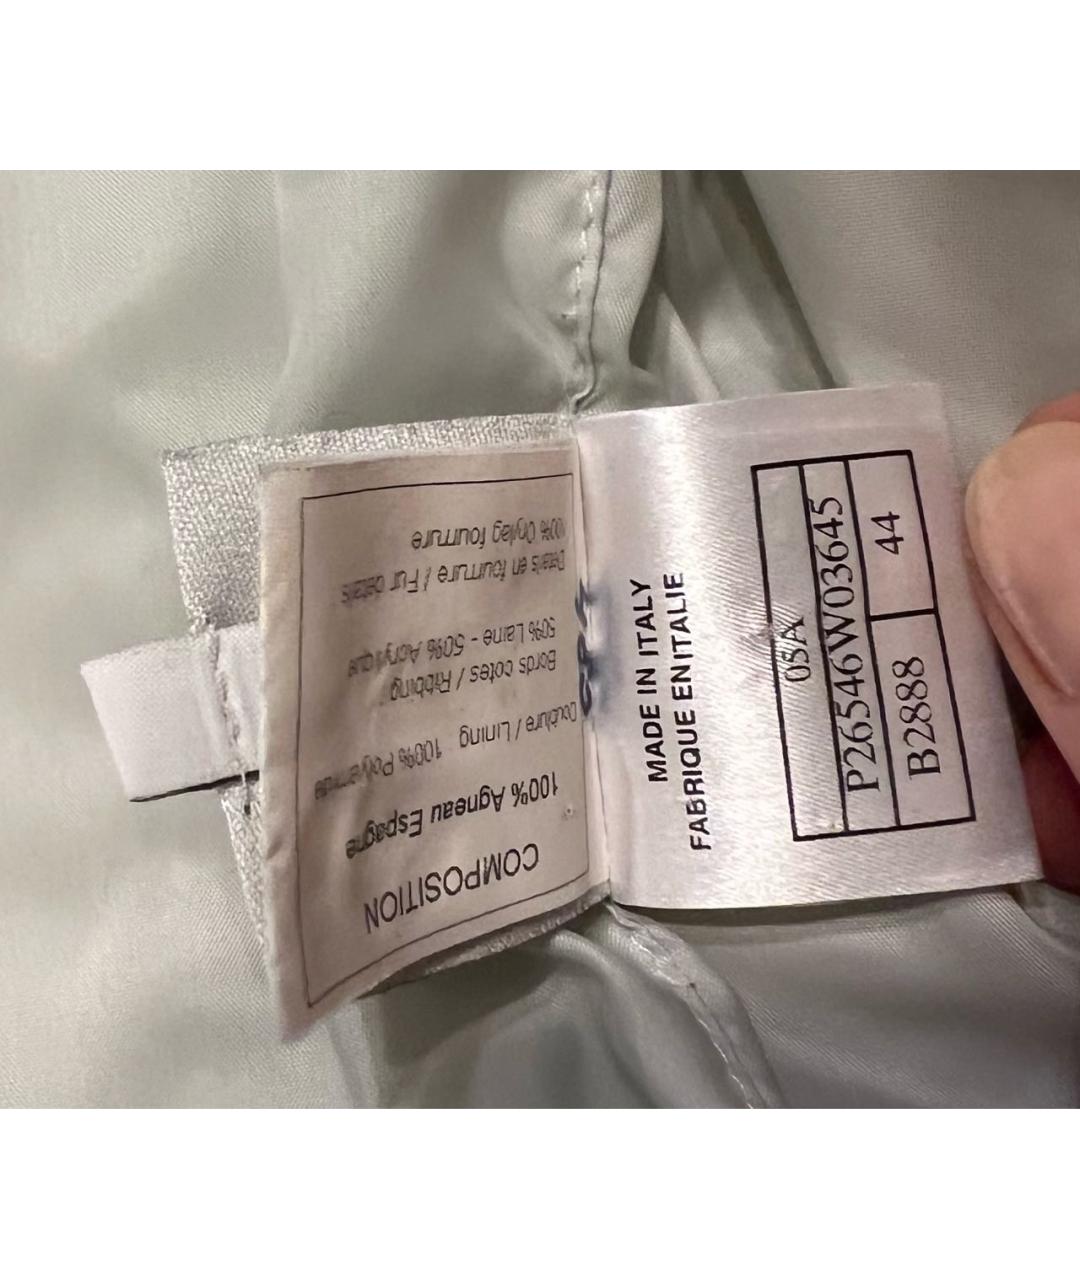 COMPOSITION
100% Agneau Espagne
Doublure / Lining 100% Polyamide
Bords cotes / Ribbing
50% Laine - 50% Acrylique
Détails en fourrure / Fur details
100% Orylag fourrure
MADE IN ITALY
FABRIQUE EN ITALIE
05A
P26546W03645
B2888 44